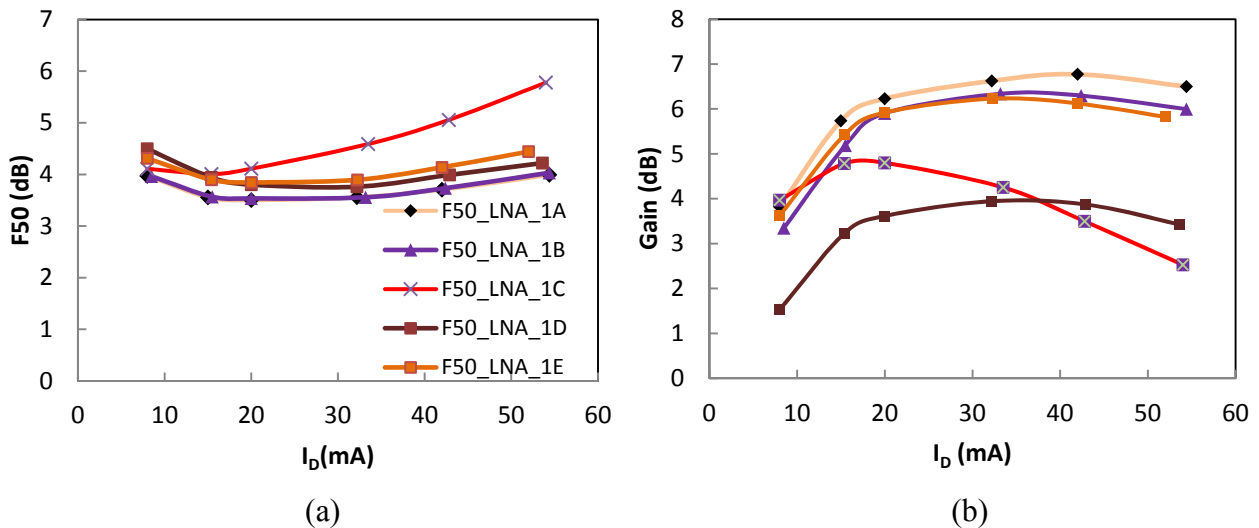 7
6
5
4
3
2
1
0
F50 (dB)
F50_LNA_1A
F50_LNA_1B
F50_LNA_1C
F50_LNA_1D
F50_LNA_1E
0 10 20 30 40 50 60
I_D(mA)
(a)
8
7
6
5
4
3
2
1
0
Gain (dB)
0 10 20 30 40 50 60
I_D (mA)
(b)